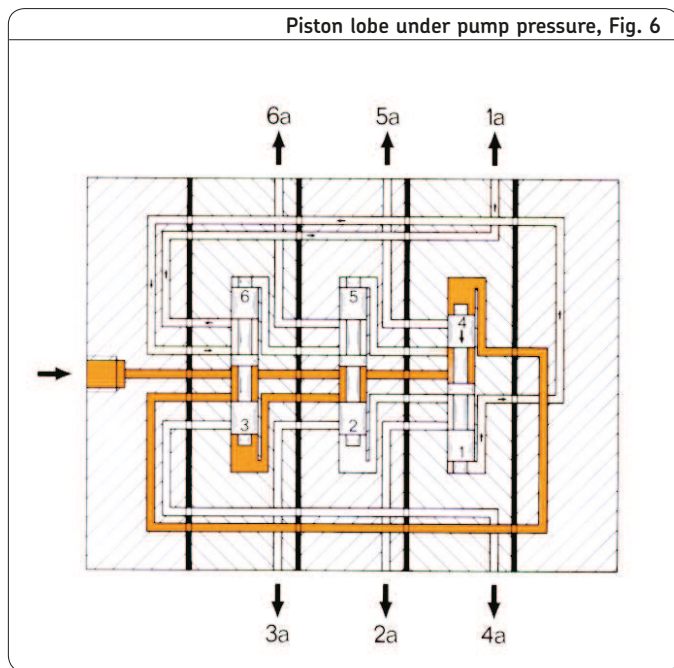 Piston lobe under pump pressure, Fig. 6
6a 5a 1a
6 5 4
3 2 1
3a 2a 4a